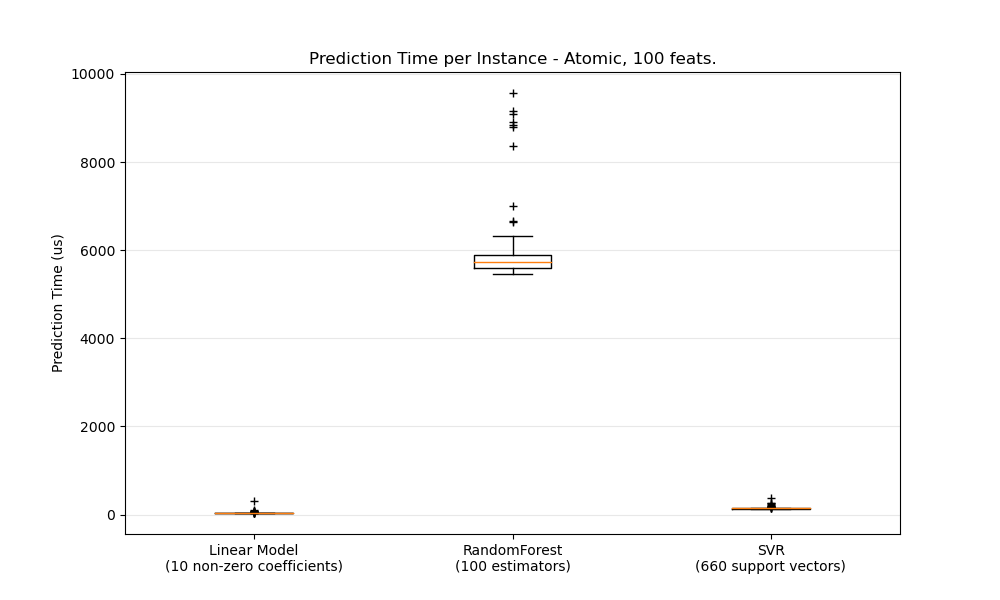 Prediction Time per Instance - Atomic, 100 feats.
Prediction Time (us)
10000
8000
6000
4000
2000
0
Linear Model
(10 non-zero coefficients)
RandomForest
(100 estimators)
SVR
(660 support vectors)